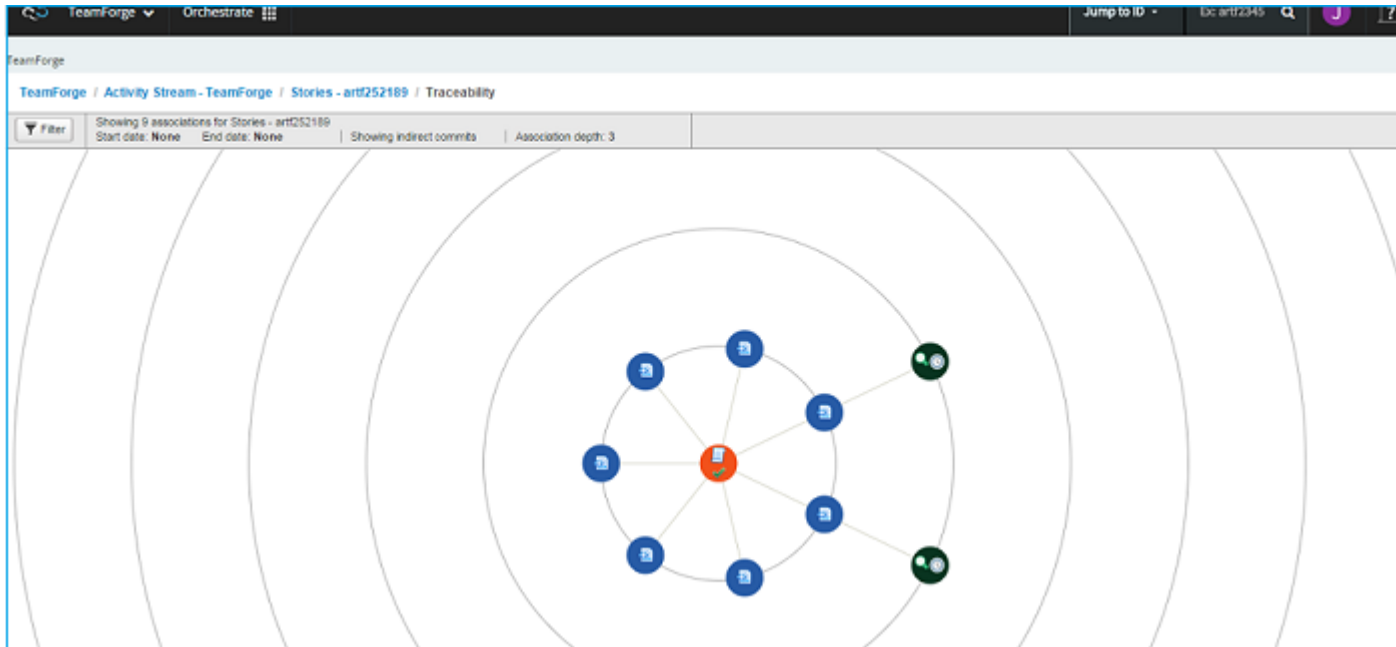 TeamForge Orchestrate Jump to ID Ex: artf2345 J ?
TeamForge
TeamForge / Activity Stream - TeamForge / Stories - artf252189 / Traceability
Filter
Showing 9 associations for Stories - artf252189
Start date: None End date: None | Showing indirect commits | Association depth: 3